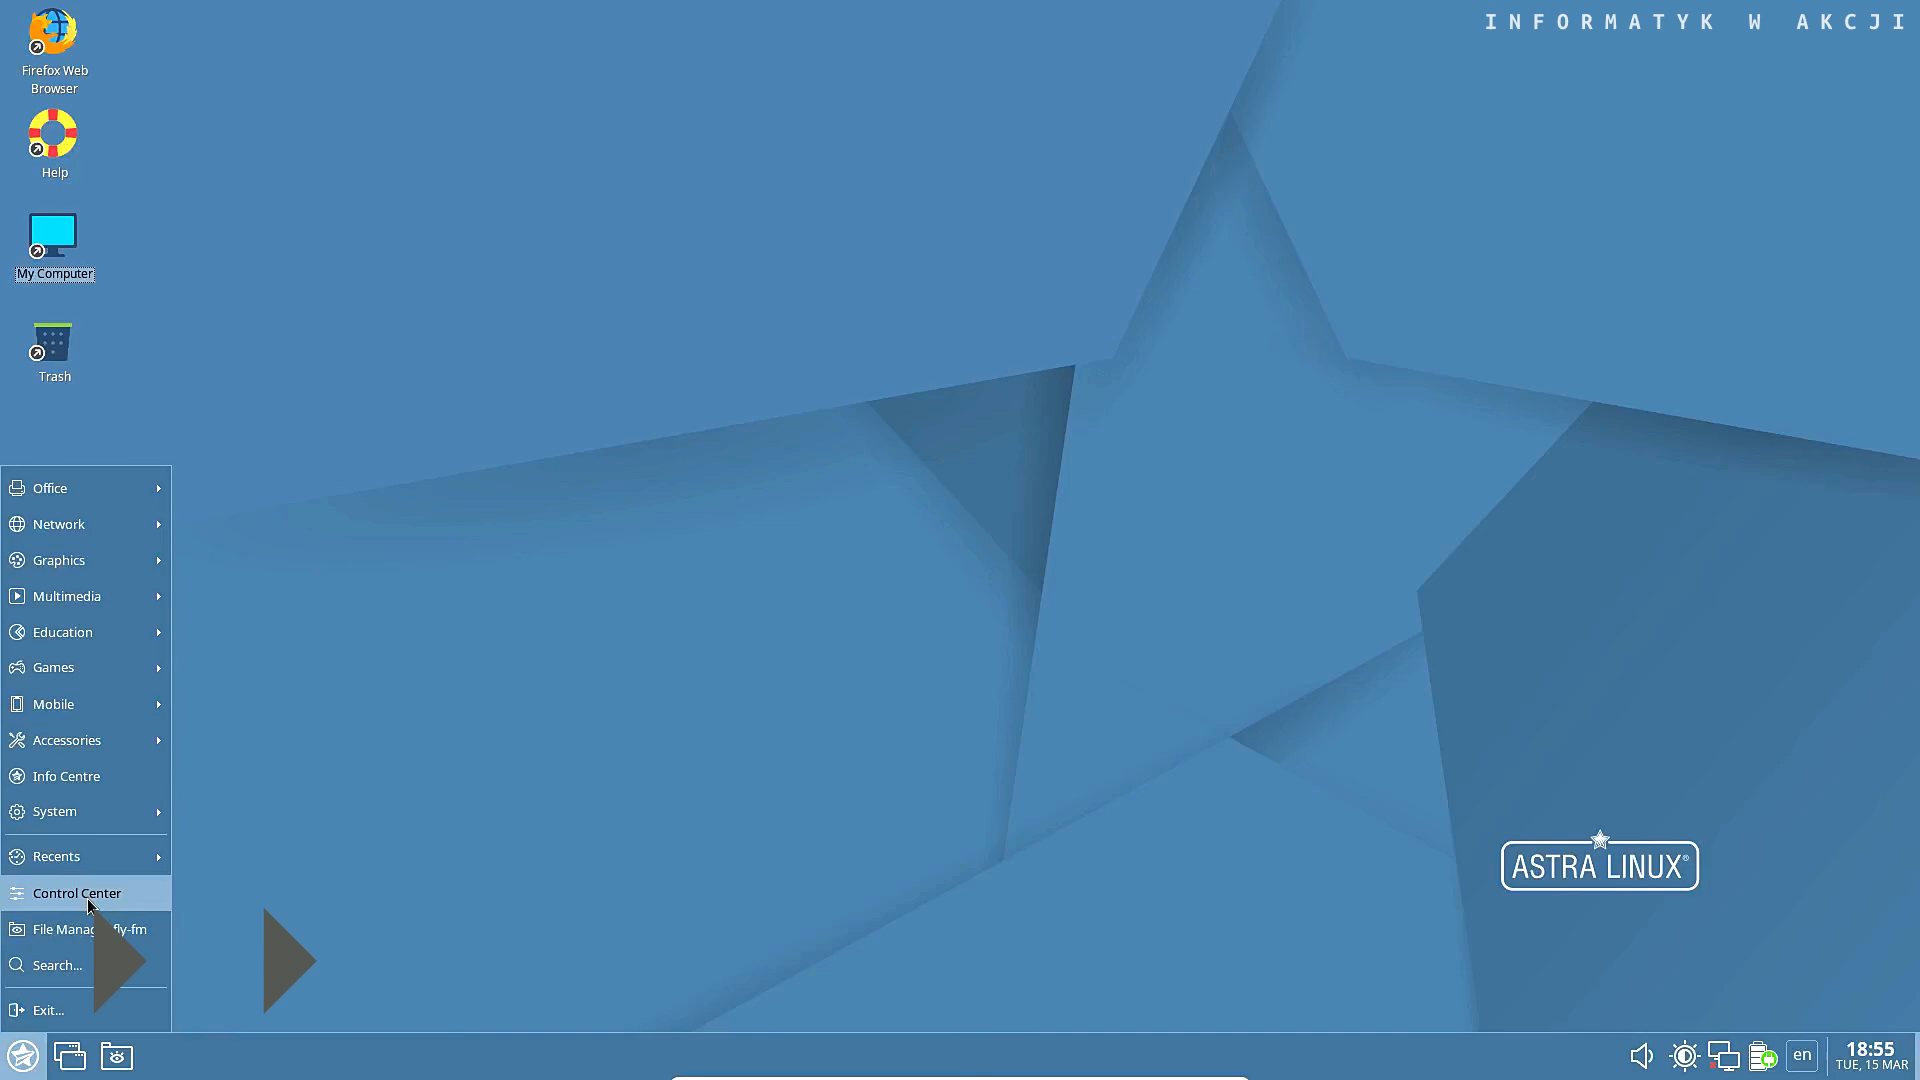 INFORMATYK W AKCJI
Firefox Web
Browser
Help
My Computer
Trash
Office
Network
Graphics
Multimedia
Education
Games
Mobile
Accessories
Info Centre
System
Recents
Control Center
File Manag fly-fm
Search...
Exit...
ASTRA LINUX®
en
18:55
TUE, 15 MAR